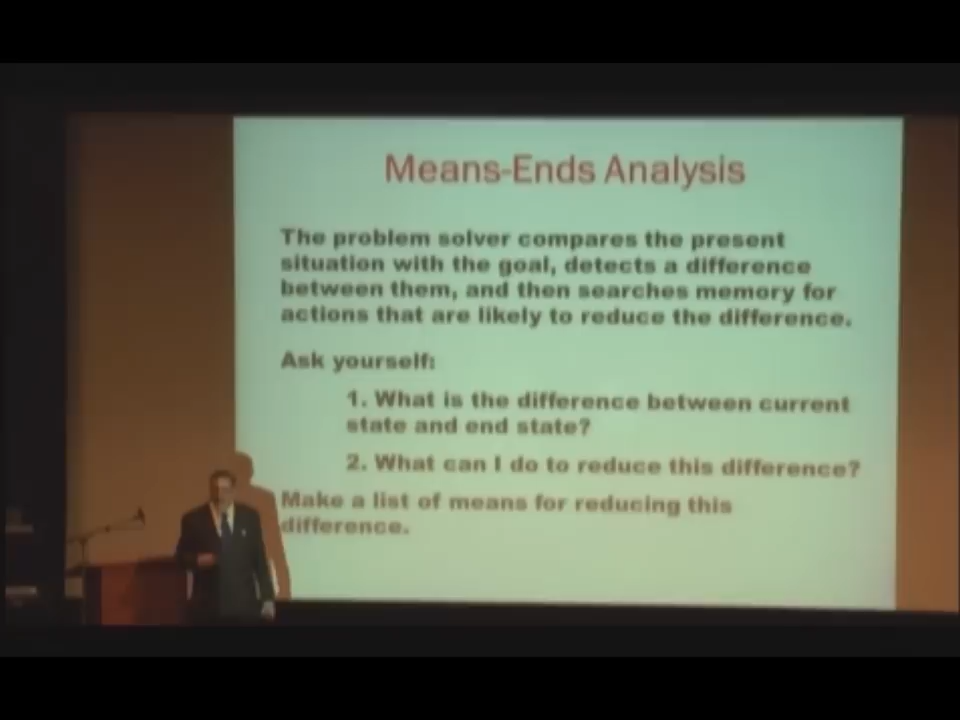 Means-Ends Analysis
The problem solver compares the present
situation with the goal, detects a difference
between them, and then searches memory for
actions that are likely to reduce the difference.
Ask yourself:
1. What is the difference between current
state and end state?
2. What can I do to reduce this difference?
Make a list of means for reducing this
difference.